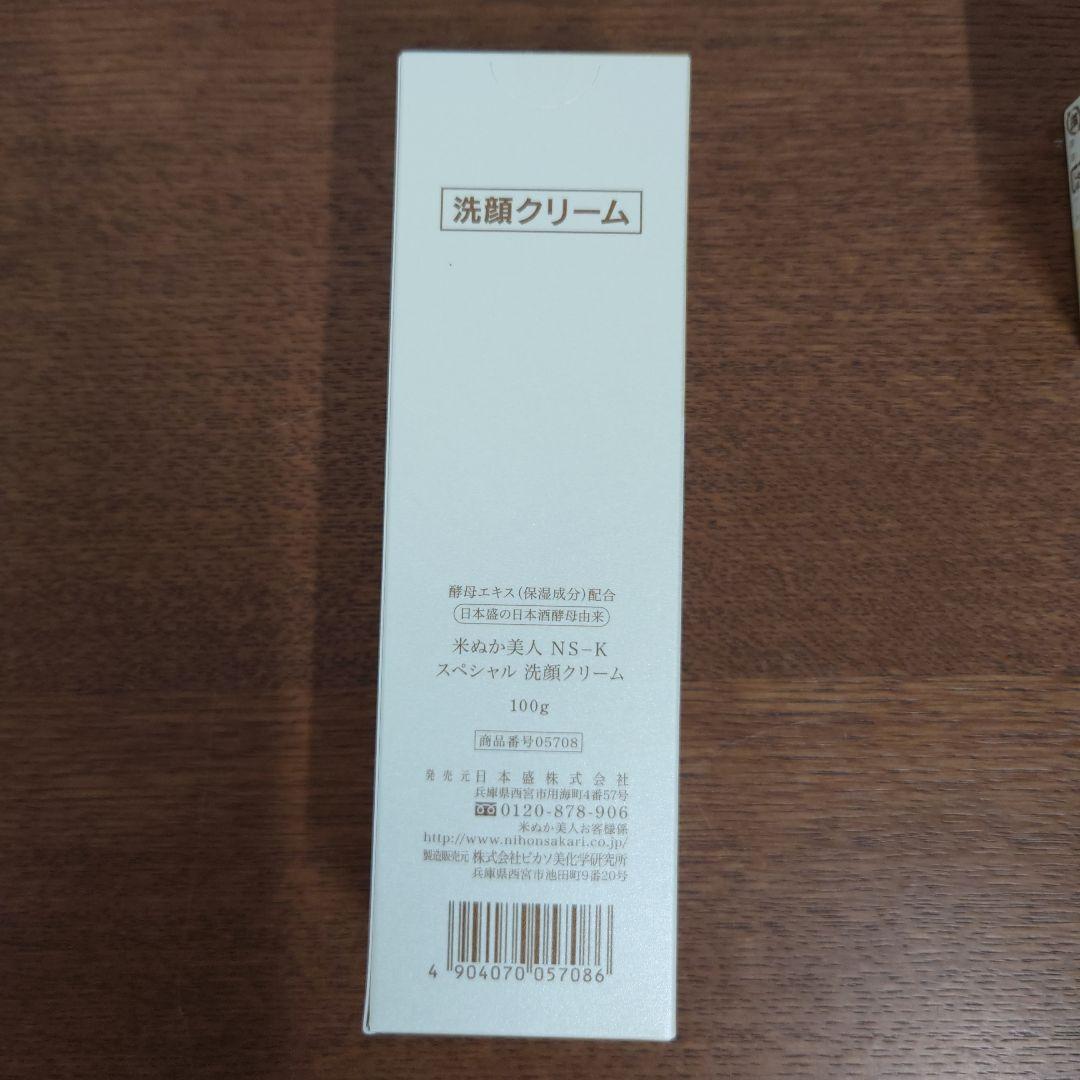 洗顔クリーム
酵母エキス(保湿成分)配合
日本盛の日本酒酵母由来
米ぬか美人 NS-K
スペシャル 洗顔クリーム
100g
商品番号05708
発売元 日本盛株式会社
兵庫県西宮市用海町4番57号
0120-878-906
米ぬか美人お客様係
http://www.nihonsakari.co.jp/
製造販売元 株式会社ピカソ美化学研究所
兵庫県西宮市池田町9番20号
4 904070 057086